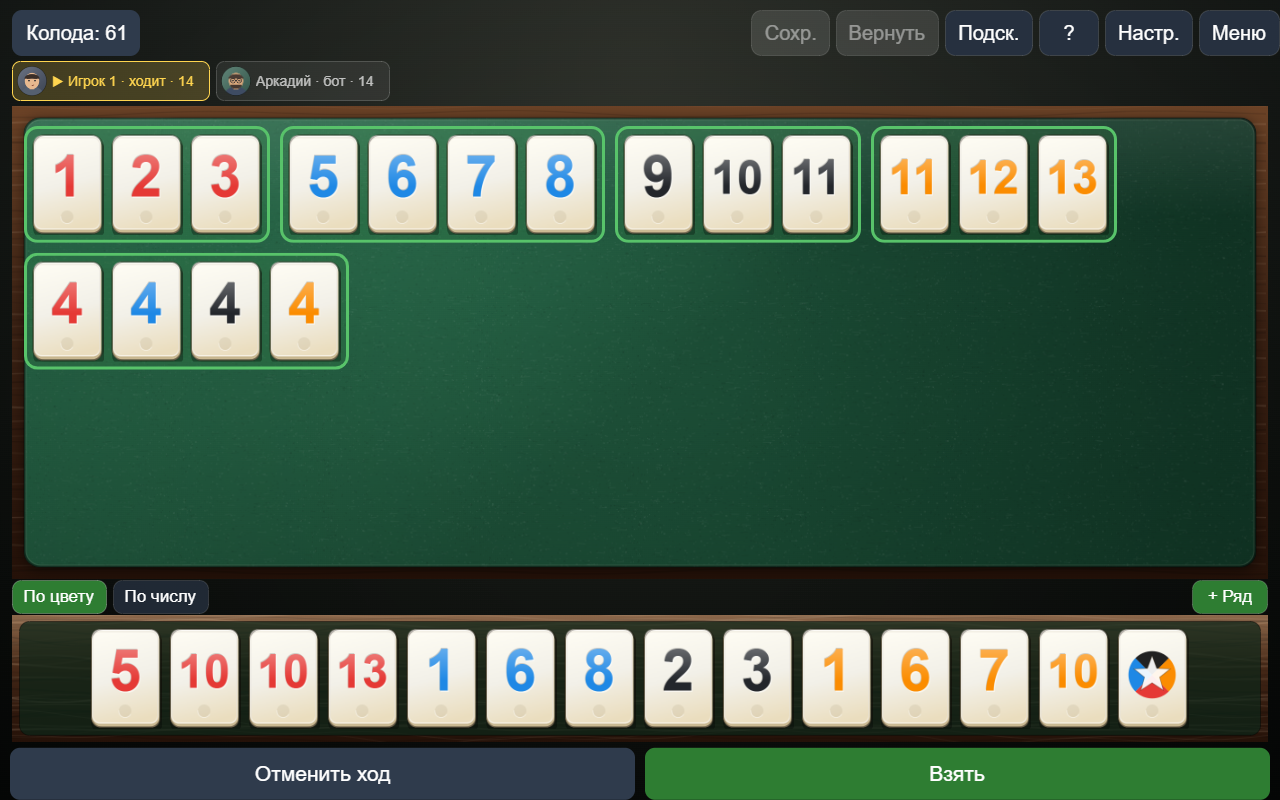 Колода: 61
Сохр.
Вернуть
Подск.
?
Настр.
Меню
▶ Игрок 1 · ходит · 14
Аркадий · бот · 14
1 2 3 5 6 7 8 9 10 11 11 12 13
4 4 4 4
По цвету
По числу
+ Ряд
5 10 10 13 1 6 8 2 3 1 6 7 10
Отменить ход
Взять